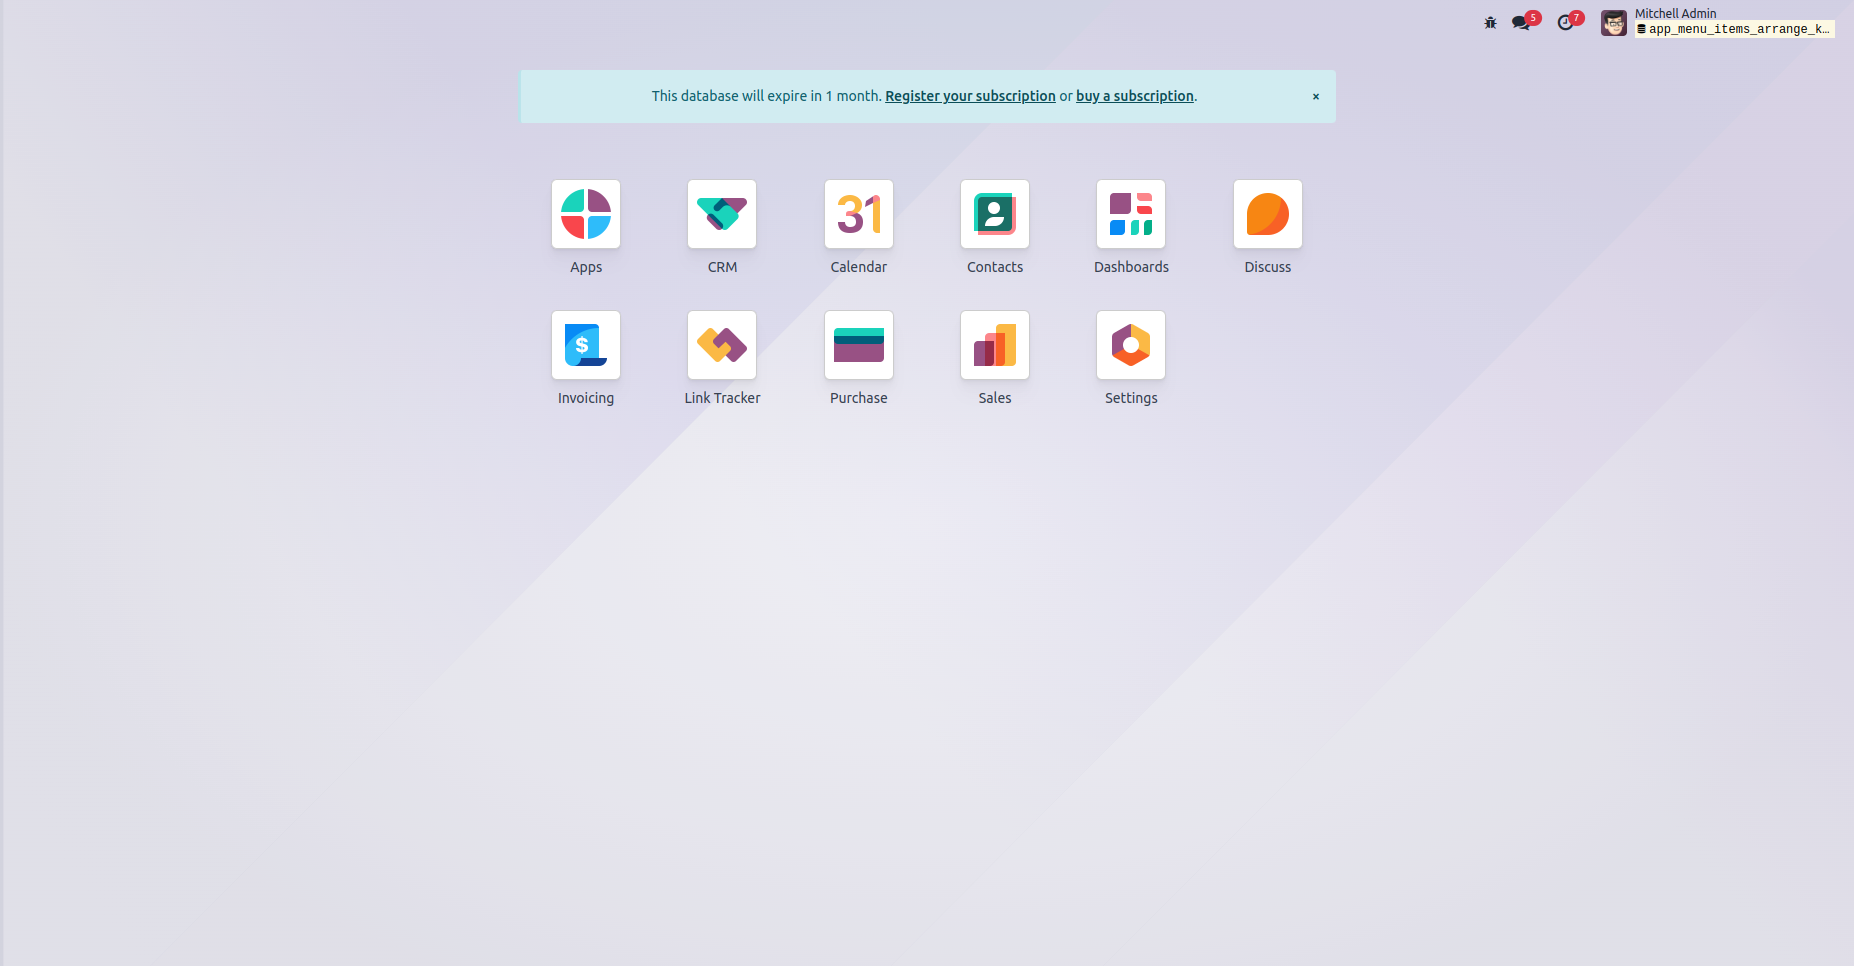 5
7
Mitchell Admin
app_menu_items_arrange_k...
This database will expire in 1 month. Register your subscription or buy a subscription.
×
31
Apps
CRM
Calendar
Contacts
Dashboards
Discuss
$
Invoicing
Link Tracker
Purchase
Sales
Settings